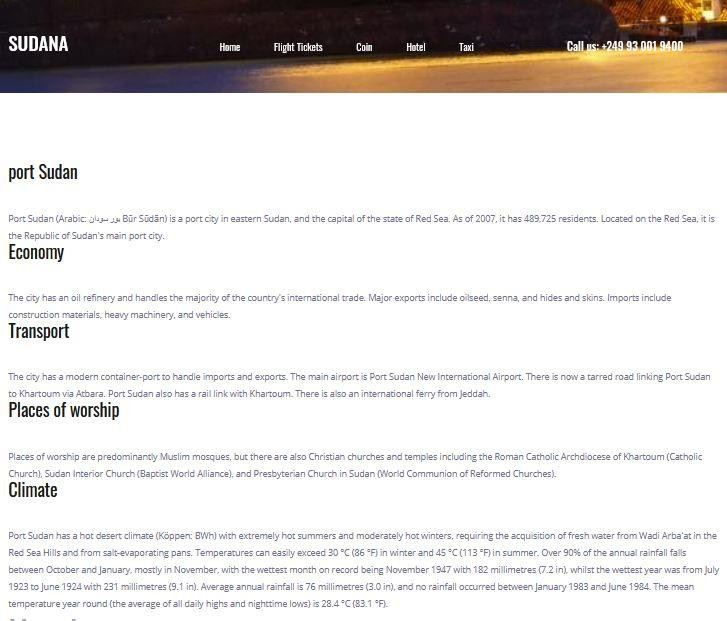 SUDANA
Home
Flight Tickets
Coin
Hotel
Taxi
Call us: +249 93 001 9400
port Sudan
Port Sudan (Arabic: بور سودان Būr Sūdān) is a port city in eastern Sudan, and the capital of the state of Red Sea. As of 2007, it has 489,725 residents. Located on the Red Sea, it is
the Republic of Sudan's main port city.
Economy
The city has an oil refinery and handles the majority of the country's international trade. Major exports include oilseed, senna, and hides and skins. Imports include
construction materials, heavy machinery, and vehicles.
Transport
The city has a modern container-port to handle imports and exports. The main airport is Port Sudan New International Airport. There is now a tarred road linking Port Sudan
to Khartoum via Atbara. Port Sudan also has a rail link with Khartoum. There is also an international ferry from Jeddah.
Places of worship
Places of worship are predominantly Muslim mosques, but there are also Christian churches and temples including the Roman Catholic Archdiocese of Khartoum (Catholic
Church), Sudan Interior Church (Baptist World Alliance), and Presbyterian Church in Sudan (World Communion of Reformed Churches).
Climate
Port Sudan has a hot desert climate (Köppen: BWh) with extremely hot summers and moderately hot winters, requiring the acquisition of fresh water from Wadi Arba'at in the
Red Sea Hills and from salt-evaporating pans. Temperatures can easily exceed 30 °C (86 °F) in winter and 45 °C (113 °F) in summer. Over 90% of the annual rainfall falls
between October and January, mostly in November, with the wettest month on record being November 1947 with 182 millimetres (7.2 in), whilst the wettest year was from July
1923 to June 1924 with 231 millimetres (9.1 in). Average annual rainfall is 76 millimetres (3.0 in), and no rainfall occurred between January 1983 and June 1984. The mean
temperature year round (the average of all daily highs and nighttime lows) is 28.4 °C (83.1 °F).